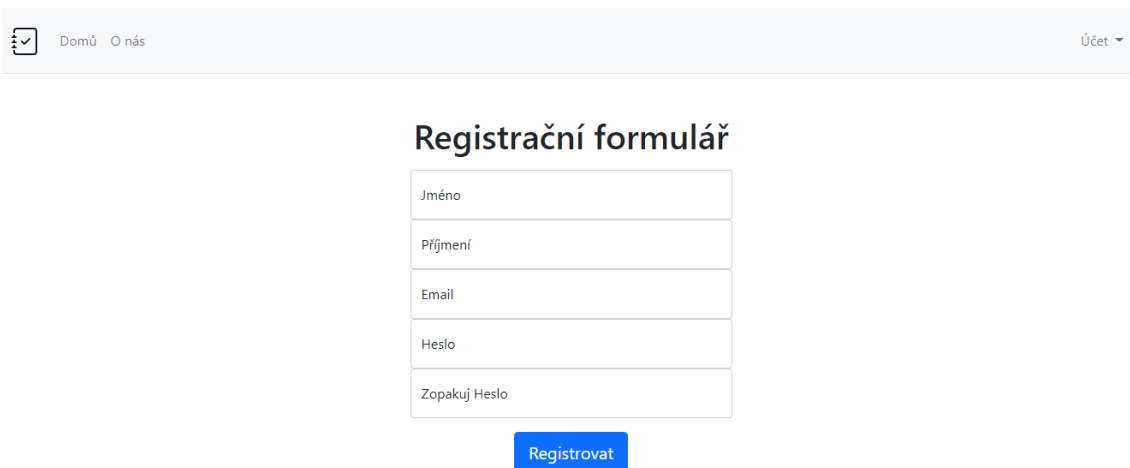 Domů O nás Účet
Registrační formulář
Jméno
Příjmení
Email
Heslo
Zopakuj Heslo
Registrovat